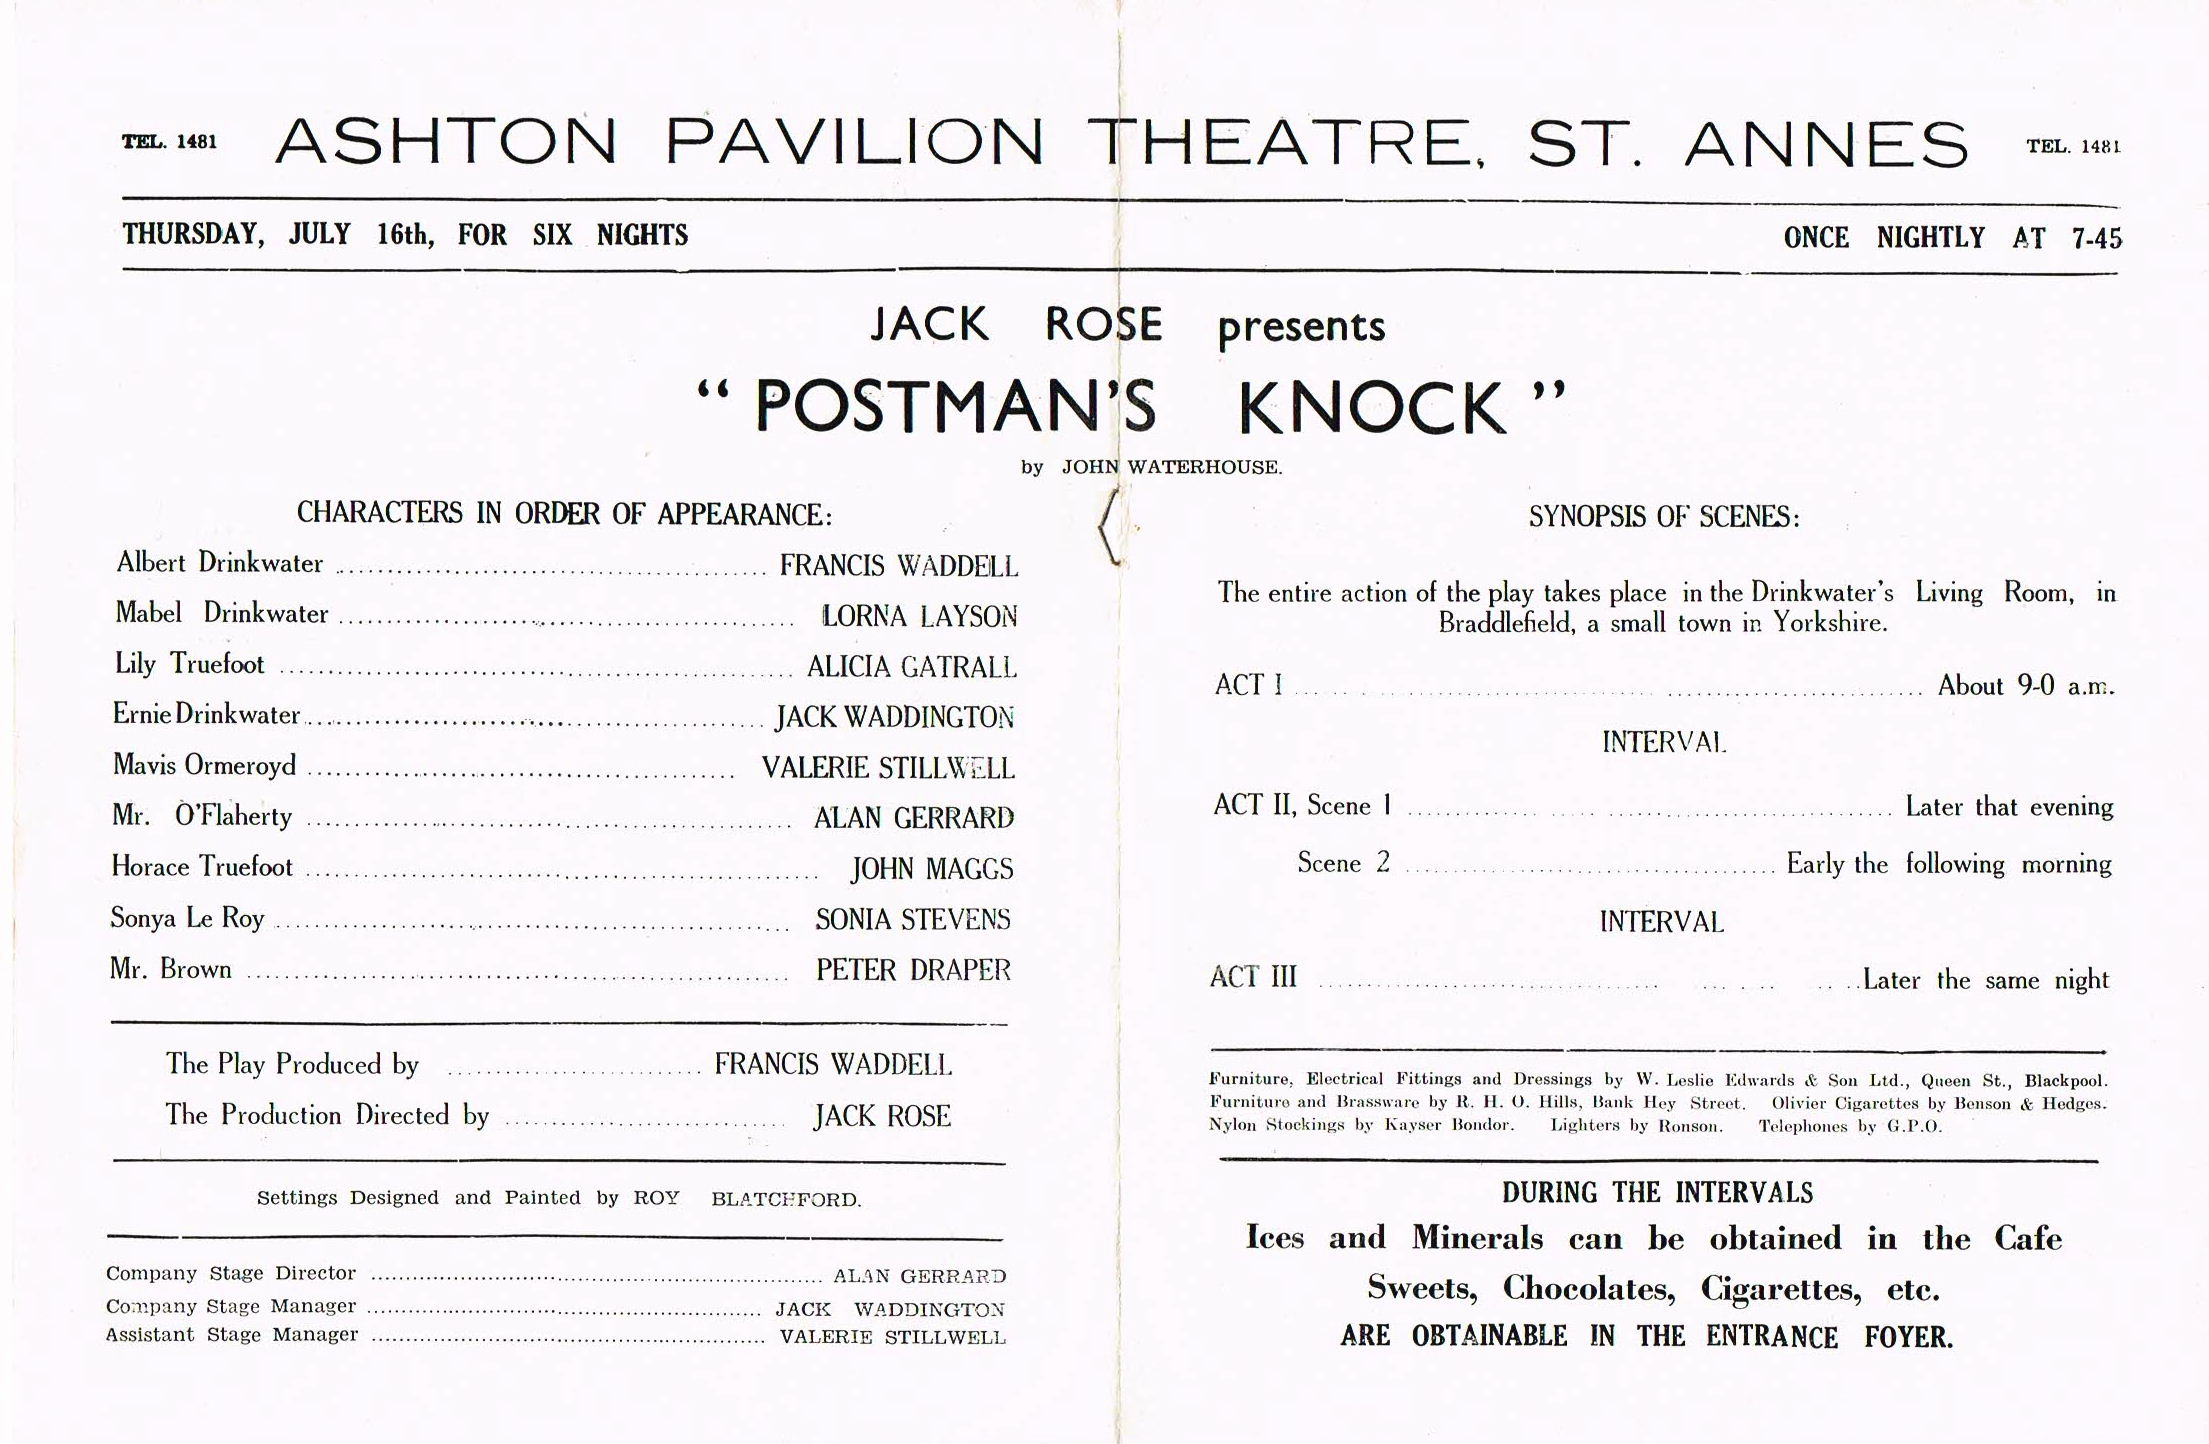 TEL. 1481 ASHTON PAVILION THEATRE, ST. ANNES TEL. 1481
THURSDAY, JULY 16th, FOR SIX NIGHTS ONCE NIGHTLY AT 7-45
JACK ROSE presents
“ POSTMAN'S KNOCK ”
by JOHN WATERHOUSE.
CHARACTERS IN ORDER OF APPEARANCE:
Albert Drinkwater ........ FRANCIS WADDELL
Mabel Drinkwater ........ LORNA LAYSON
Lily Truefoot ........ ALICIA GATRALL
Ernie Drinkwater ........ JACK WADDINGTON
Mavis Ormeroyd ........ VALERIE STILLWELL
Mr. O'Flaherty ........ ALAN GERRARD
Horace Truefoot ........ JOHN MAGGS
Sonya Le Roy ........ SONIA STEVENS
Mr. Brown ........ PETER DRAPER
The Play Produced by ........ FRANCIS WADDELL
The Production Directed by ........ JACK ROSE
Settings Designed and Painted by ROY BLATCHFORD.
Company Stage Director ........ ALAN GERRARD
Company Stage Manager ........ JACK WADDINGTON
Assistant Stage Manager ........ VALERIE STILLWELL
SYNOPSIS OF SCENES:
The entire action of the play takes place in the Drinkwater's Living Room, in
Braddlefield, a small town in Yorkshire.
ACT I ........ About 9-0 a.m.
INTERVAL
ACT II, Scene 1 ........ Later that evening
Scene 2 ........ Early the following morning
INTERVAL
ACT III ........ Later the same night
Furniture, Electrical Fittings and Dressings by W. Leslie Edwards & Son Ltd., Queen St., Blackpool.
Furniture and Brassware by R. H. O. Hills, Bank Hey Street. Olivier Cigarettes by Benson & Hedges.
Nylon Stockings by Kayser Bondor. Lighters by Ronson. Telephones by G.P.O.
DURING THE INTERVALS
Ices and Minerals can be obtained in the Cafe
Sweets, Chocolates, Cigarettes, etc.
ARE OBTAINABLE IN THE ENTRANCE FOYER.